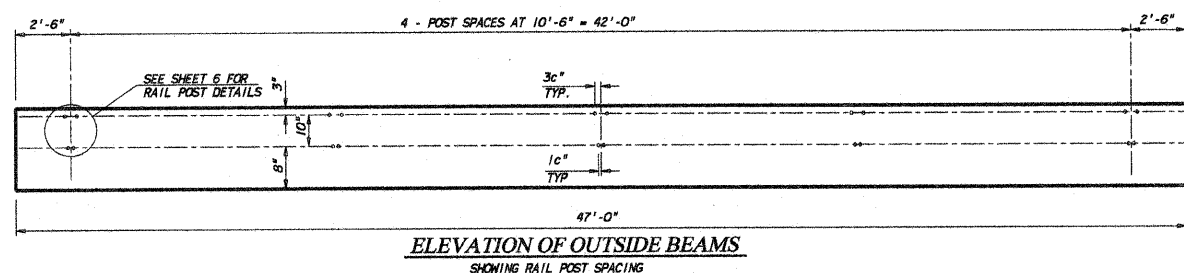 2'-6"
4 - POST SPACES AT 10'-6" = 42'-0"
2'-6"
SEE SHEET 6 FOR
RAIL POST DETAILS
3"
10"
8"
3c"
TYP.
1c"
TYP
47'-0"
ELEVATION OF OUTSIDE BEAMS
SHOWING RAIL POST SPACING